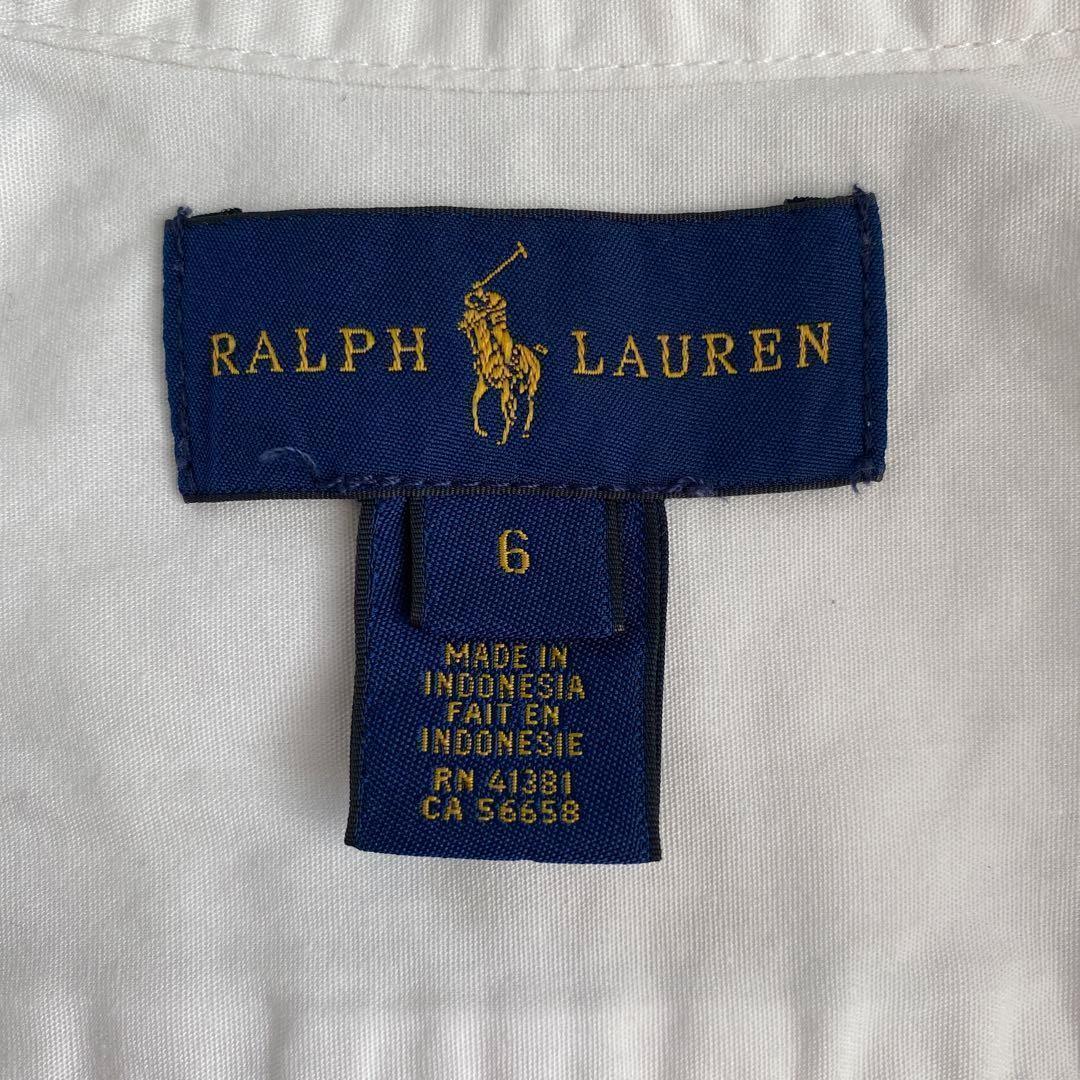 RALPH LAUREN
6
MADE IN
INDONESIA
FAIT EN
INDONESIE
RN 41381
CA 56658